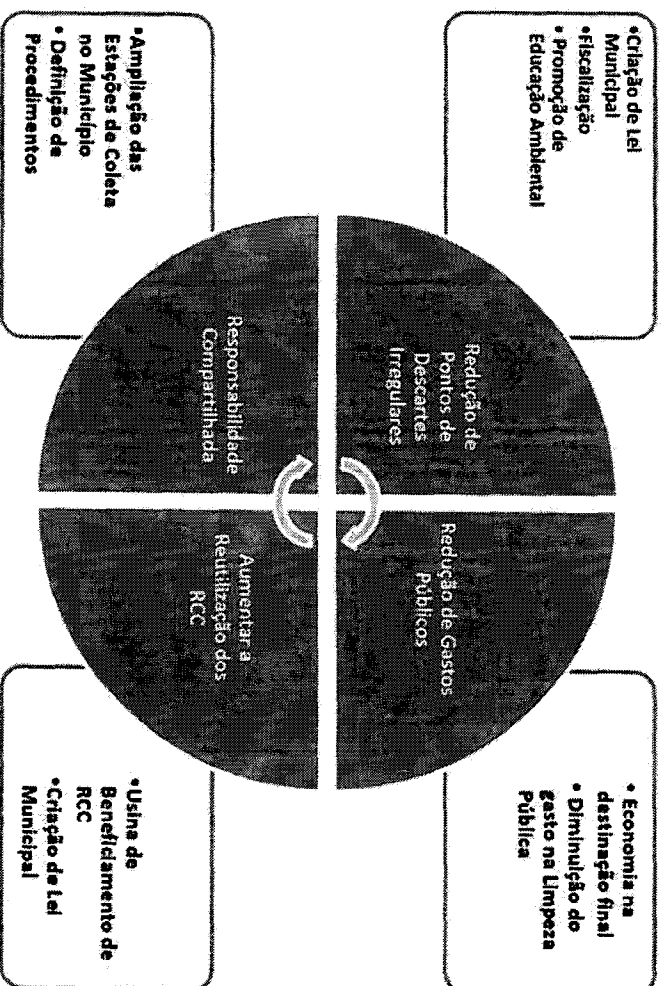 •Criação de Lei
Municipal
•Fiscalização
• Promoção de
Educação Ambiental
• Economia na
destinação final
• Diminuição do
gasto na Limpeza
Pública
Redução de
Pontos de
Descartes
Irregulares
Redução de Gastos
Públicos
Responsabilidade
Compartilhada
Aumentar a
Reutilização dos
RCC
•Ampliação das
Estações de Coleta
no Município
• Definição de
Procedimentos
•Usina de
Beneficiamento de
RCC
•Criação de Lei
Municipal